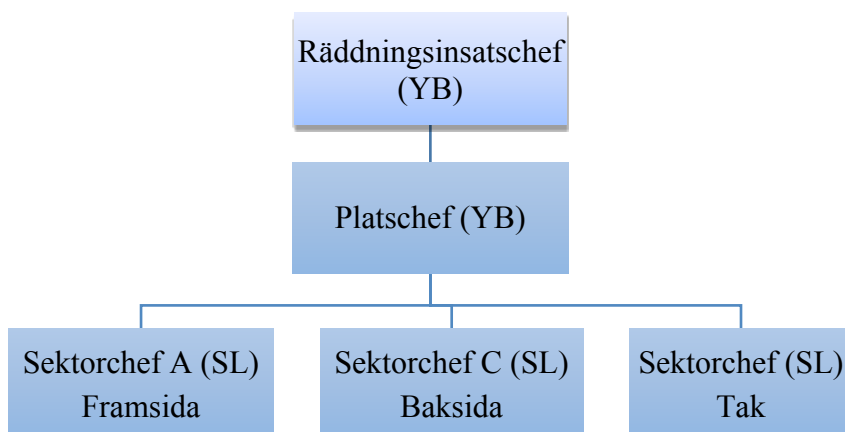 Räddningsinsatschef
(YB)
Platschef (YB)
Sektorchef A (SL)
Framsida
Sektorchef C (SL)
Baksida
Sektorchef (SL)
Tak